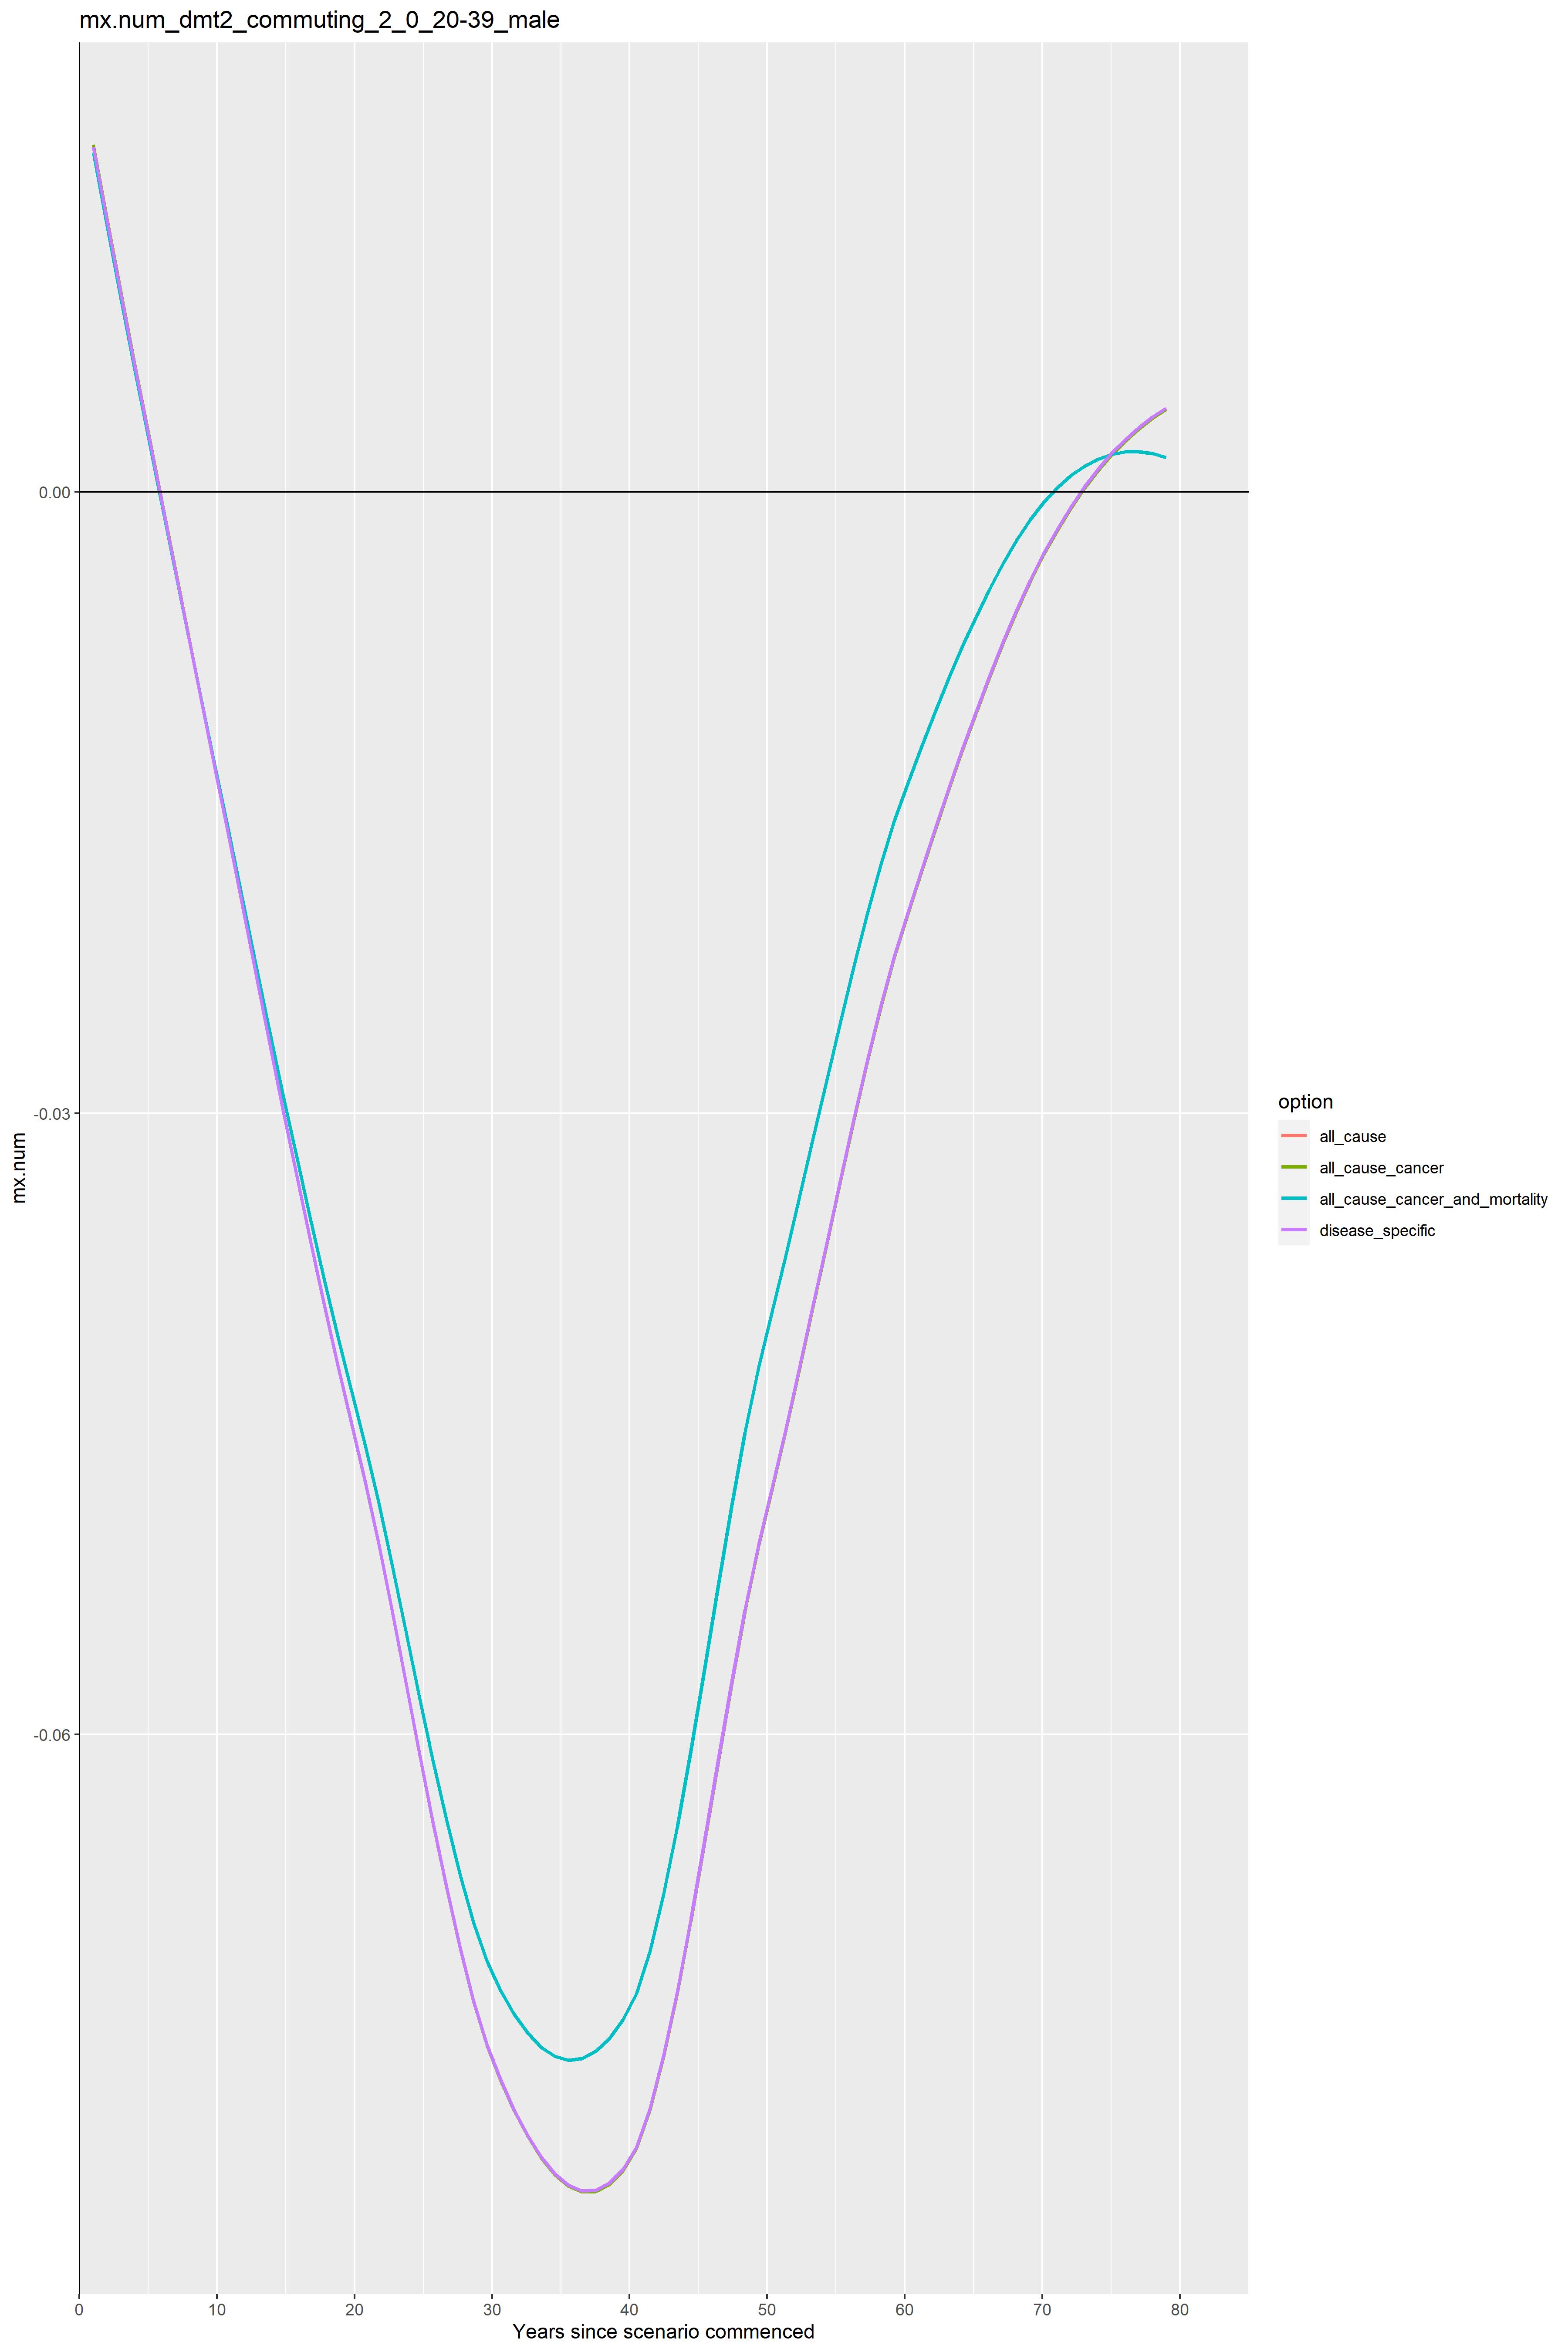 mx.num_dmt2_commuting_2_0_20-39_male
0.00
-0.03
-0.06
mx.num
0 10 20 30 40 50 60 70 80
Years since scenario commenced
option
all_cause
all_cause_cancer
all_cause_cancer_and_mortality
disease_specific